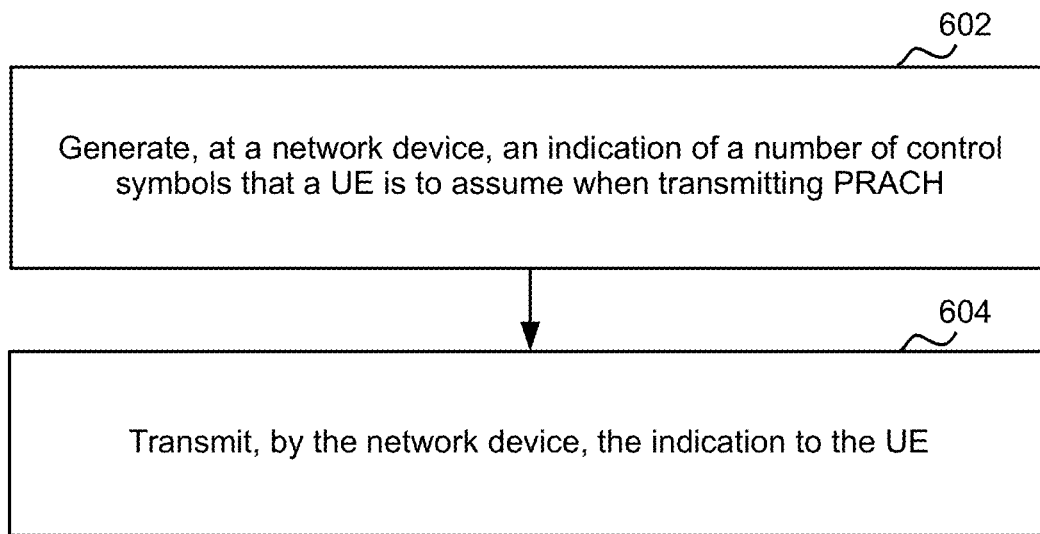 602
Generate, at a network device, an indication of a number of control
symbols that a UE is to assume when transmitting PRACH
604
Transmit, by the network device, the indication to the UE